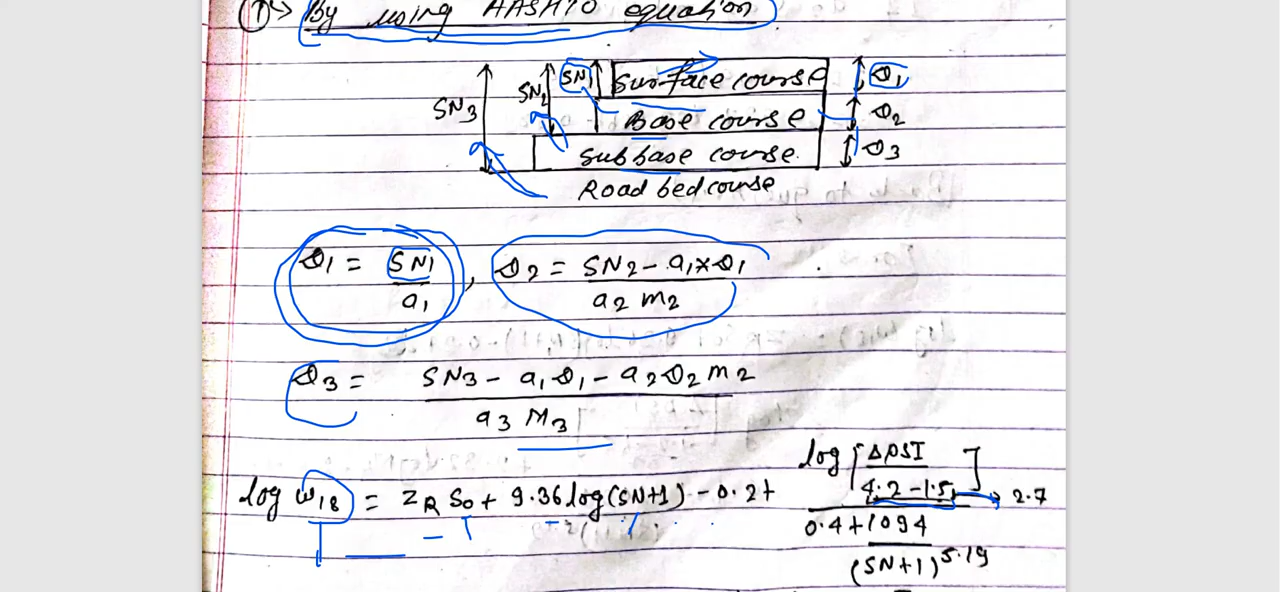 ① → By using AASHTO equation
SN3 SN2 SN1 Surface course D1
Base course D2
Subbase course. D3
Road bed course
D1 = SN1 / a1 , D2 = SN2 - a1 x D1 / a2 m2
D3 = SN3 - a1 D1 - a2 D2 m2 / a3 M3
log w18 = ZR S0 + 9.36 log (SN+1) - 0.2 + log [ΔPSI / 4.2 - 1.5] / 0.4 + 1094 / (SN+1)^5.19 → 2.7